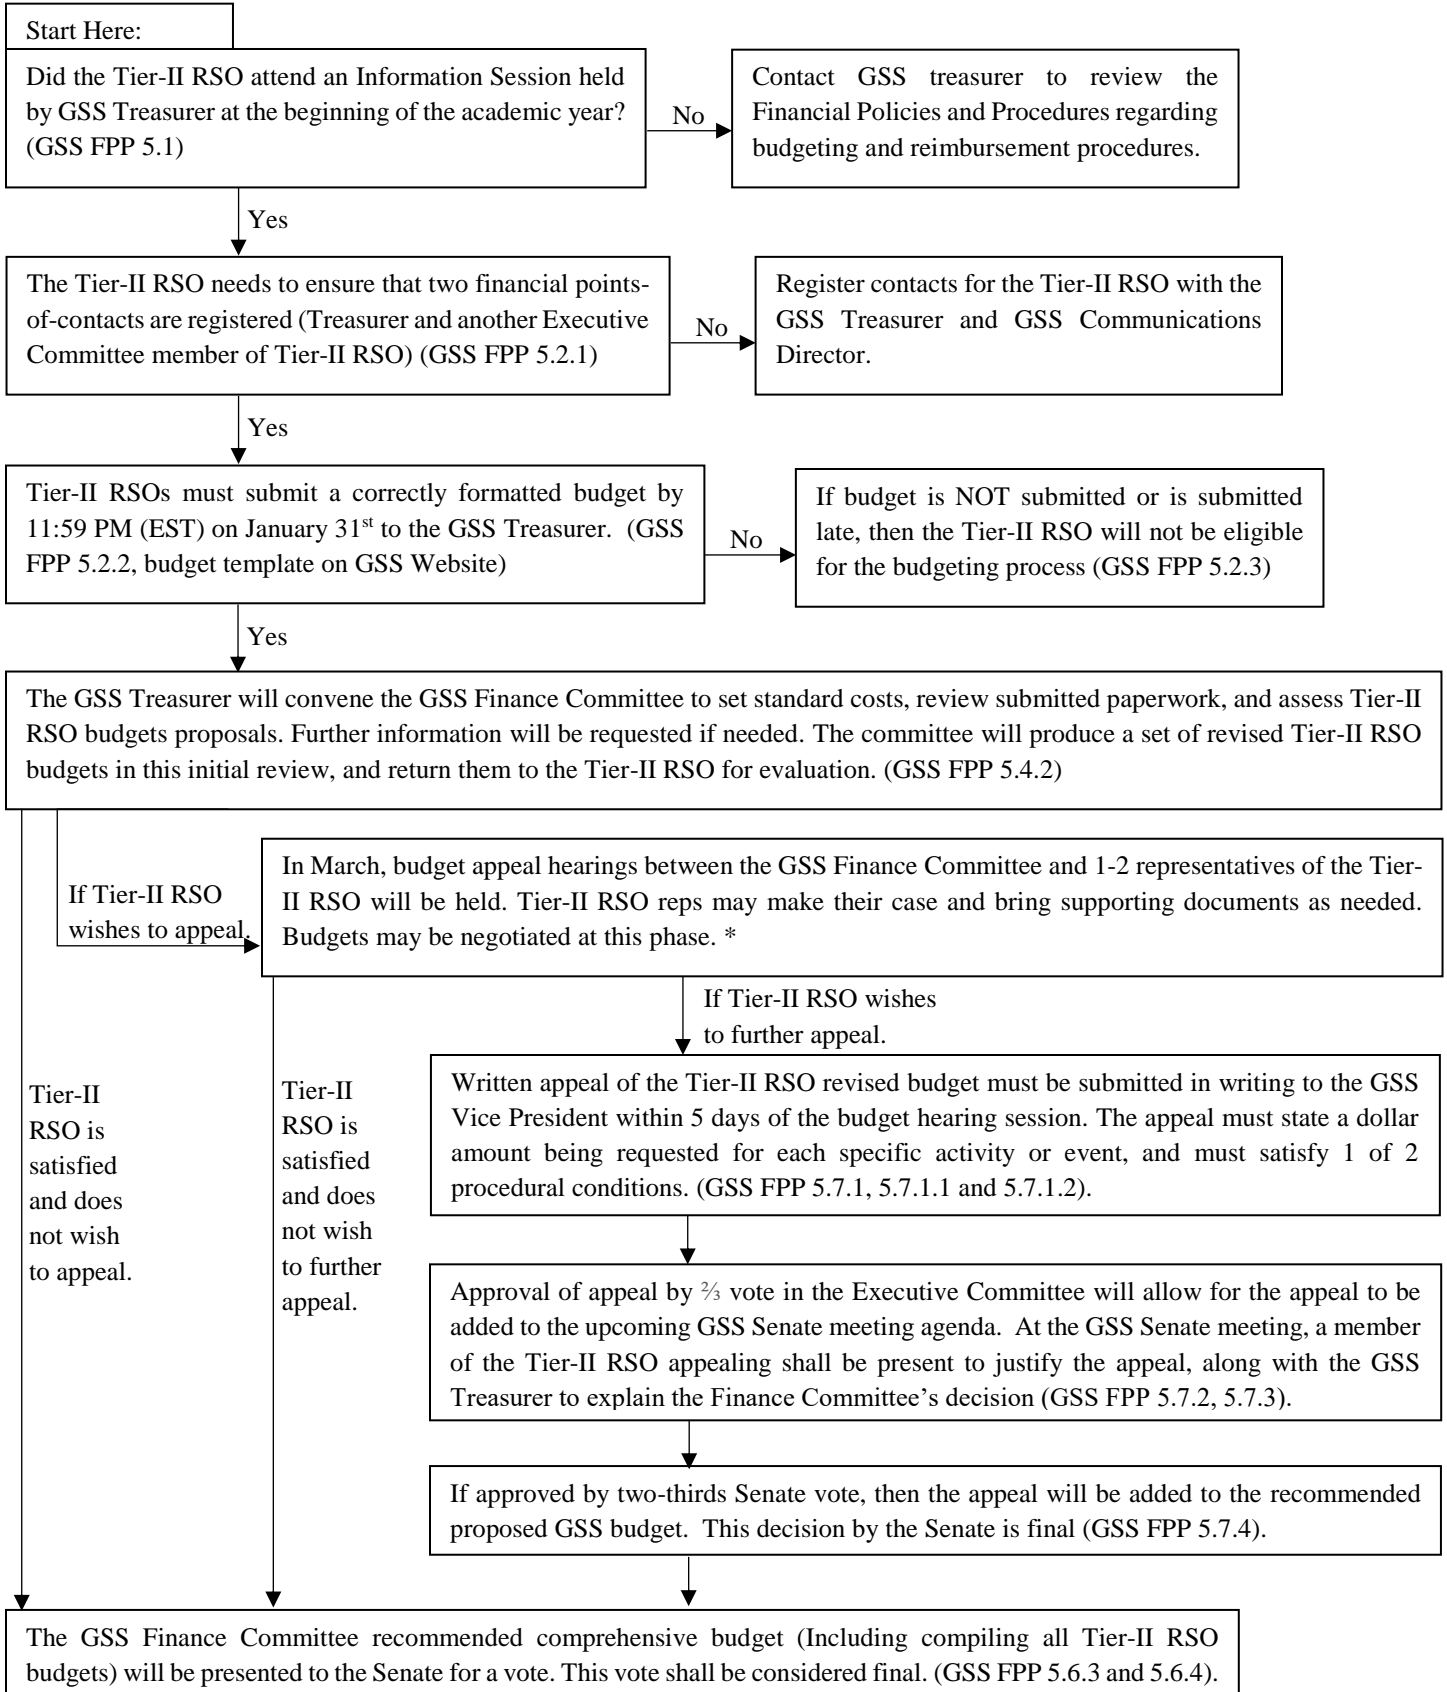 Start Here:
Did the Tier-II RSO attend an Information Session held
by GSS Treasurer at the beginning of the academic year?
(GSS FPP 5.1)
No
Contact GSS treasurer to review the
Financial Policies and Procedures regarding
budgeting and reimbursement procedures.
Yes
The Tier-II RSO needs to ensure that two financial points-
of-contacts are registered (Treasurer and another Executive
Committee member of Tier-II RSO) (GSS FPP 5.2.1)
No
Register contacts for the Tier-II RSO with the
GSS Treasurer and GSS Communications
Director.
Yes
Tier-II RSOs must submit a correctly formatted budget by
11:59 PM (EST) on January 31st to the GSS Treasurer. (GSS
FPP 5.2.2, budget template on GSS Website)
No
If budget is NOT submitted or is submitted
late, then the Tier-II RSO will not be eligible
for the budgeting process (GSS FPP 5.2.3)
Yes
The GSS Treasurer will convene the GSS Finance Committee to set standard costs, review submitted paperwork, and assess Tier-II
RSO budgets proposals. Further information will be requested if needed. The committee will produce a set of revised Tier-II RSO
budgets in this initial review, and return them to the Tier-II RSO for evaluation. (GSS FPP 5.4.2)
If Tier-II RSO
wishes to appeal.
In March, budget appeal hearings between the GSS Finance Committee and 1-2 representatives of the Tier-
II RSO will be held. Tier-II RSO reps may make their case and bring supporting documents as needed.
Budgets may be negotiated at this phase. *
If Tier-II RSO wishes
to further appeal.
Tier-II
RSO is
satisfied
and does
not wish
to appeal.
Tier-II
RSO is
satisfied
and does
not wish
to further
appeal.
Written appeal of the Tier-II RSO revised budget must be submitted in writing to the GSS
Vice President within 5 days of the budget hearing session. The appeal must state a dollar
amount being requested for each specific activity or event, and must satisfy 1 of 2
procedural conditions. (GSS FPP 5.7.1, 5.7.1.1 and 5.7.1.2).
Approval of appeal by ⅔ vote in the Executive Committee will allow for the appeal to be
added to the upcoming GSS Senate meeting agenda. At the GSS Senate meeting, a member
of the Tier-II RSO appealing shall be present to justify the appeal, along with the GSS
Treasurer to explain the Finance Committee's decision (GSS FPP 5.7.2, 5.7.3).
If approved by two-thirds Senate vote, then the appeal will be added to the recommended
proposed GSS budget. This decision by the Senate is final (GSS FPP 5.7.4).
The GSS Finance Committee recommended comprehensive budget (Including compiling all Tier-II RSO
budgets) will be presented to the Senate for a vote. This vote shall be considered final. (GSS FPP 5.6.3 and 5.6.4).